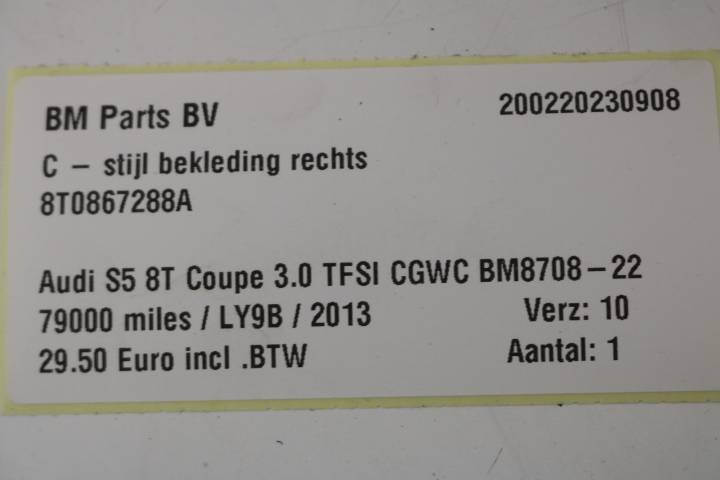 BM Parts BV 200220230908
C – stijl bekleding rechts
8T0867288A
Audi S5 8T Coupe 3.0 TFSI CGWC BM8708–22
79000 miles / LY9B / 2013 Verz: 10
29.50 Euro incl .BTW Aantal: 1